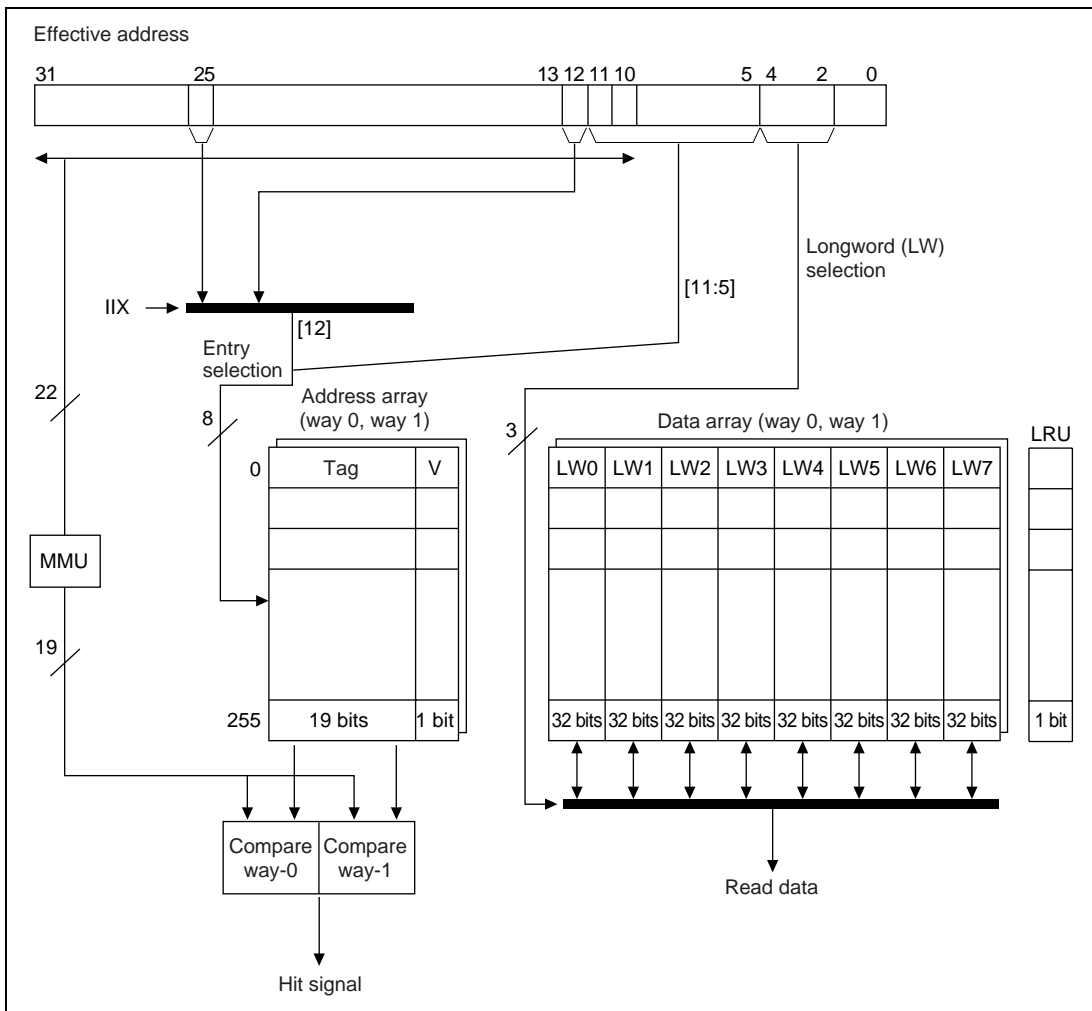 Effective address
31 25 13 12 11 10 5 4 2 0
Longword (LW)
selection
[11:5]
IIX
[12]
Entry
selection
22
8
Address array
(way 0, way 1)
3
Data array (way 0, way 1)
LRU
0 Tag V
LW0 LW1 LW2 LW3 LW4 LW5 LW6 LW7
MMU
19
255 19 bits 1 bit
32 bits 32 bits 32 bits 32 bits 32 bits 32 bits 32 bits 32 bits
1 bit
Compare
way-0
Compare
way-1
Read data
Hit signal